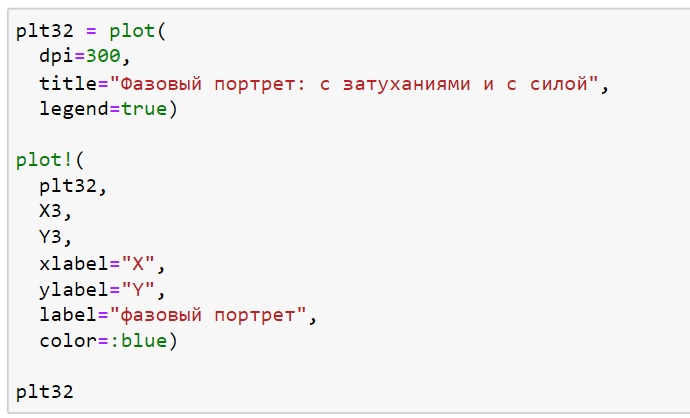 plt32 = plot(
  dpi=300,
  title="Фазовый портрет: с затуханиями и с силой",
  legend=true)

plot!(
  plt32,
  X3,
  Y3,
  xlabel="X",
  ylabel="Y",
  label="фазовый портрет",
  color=:blue)

plt32